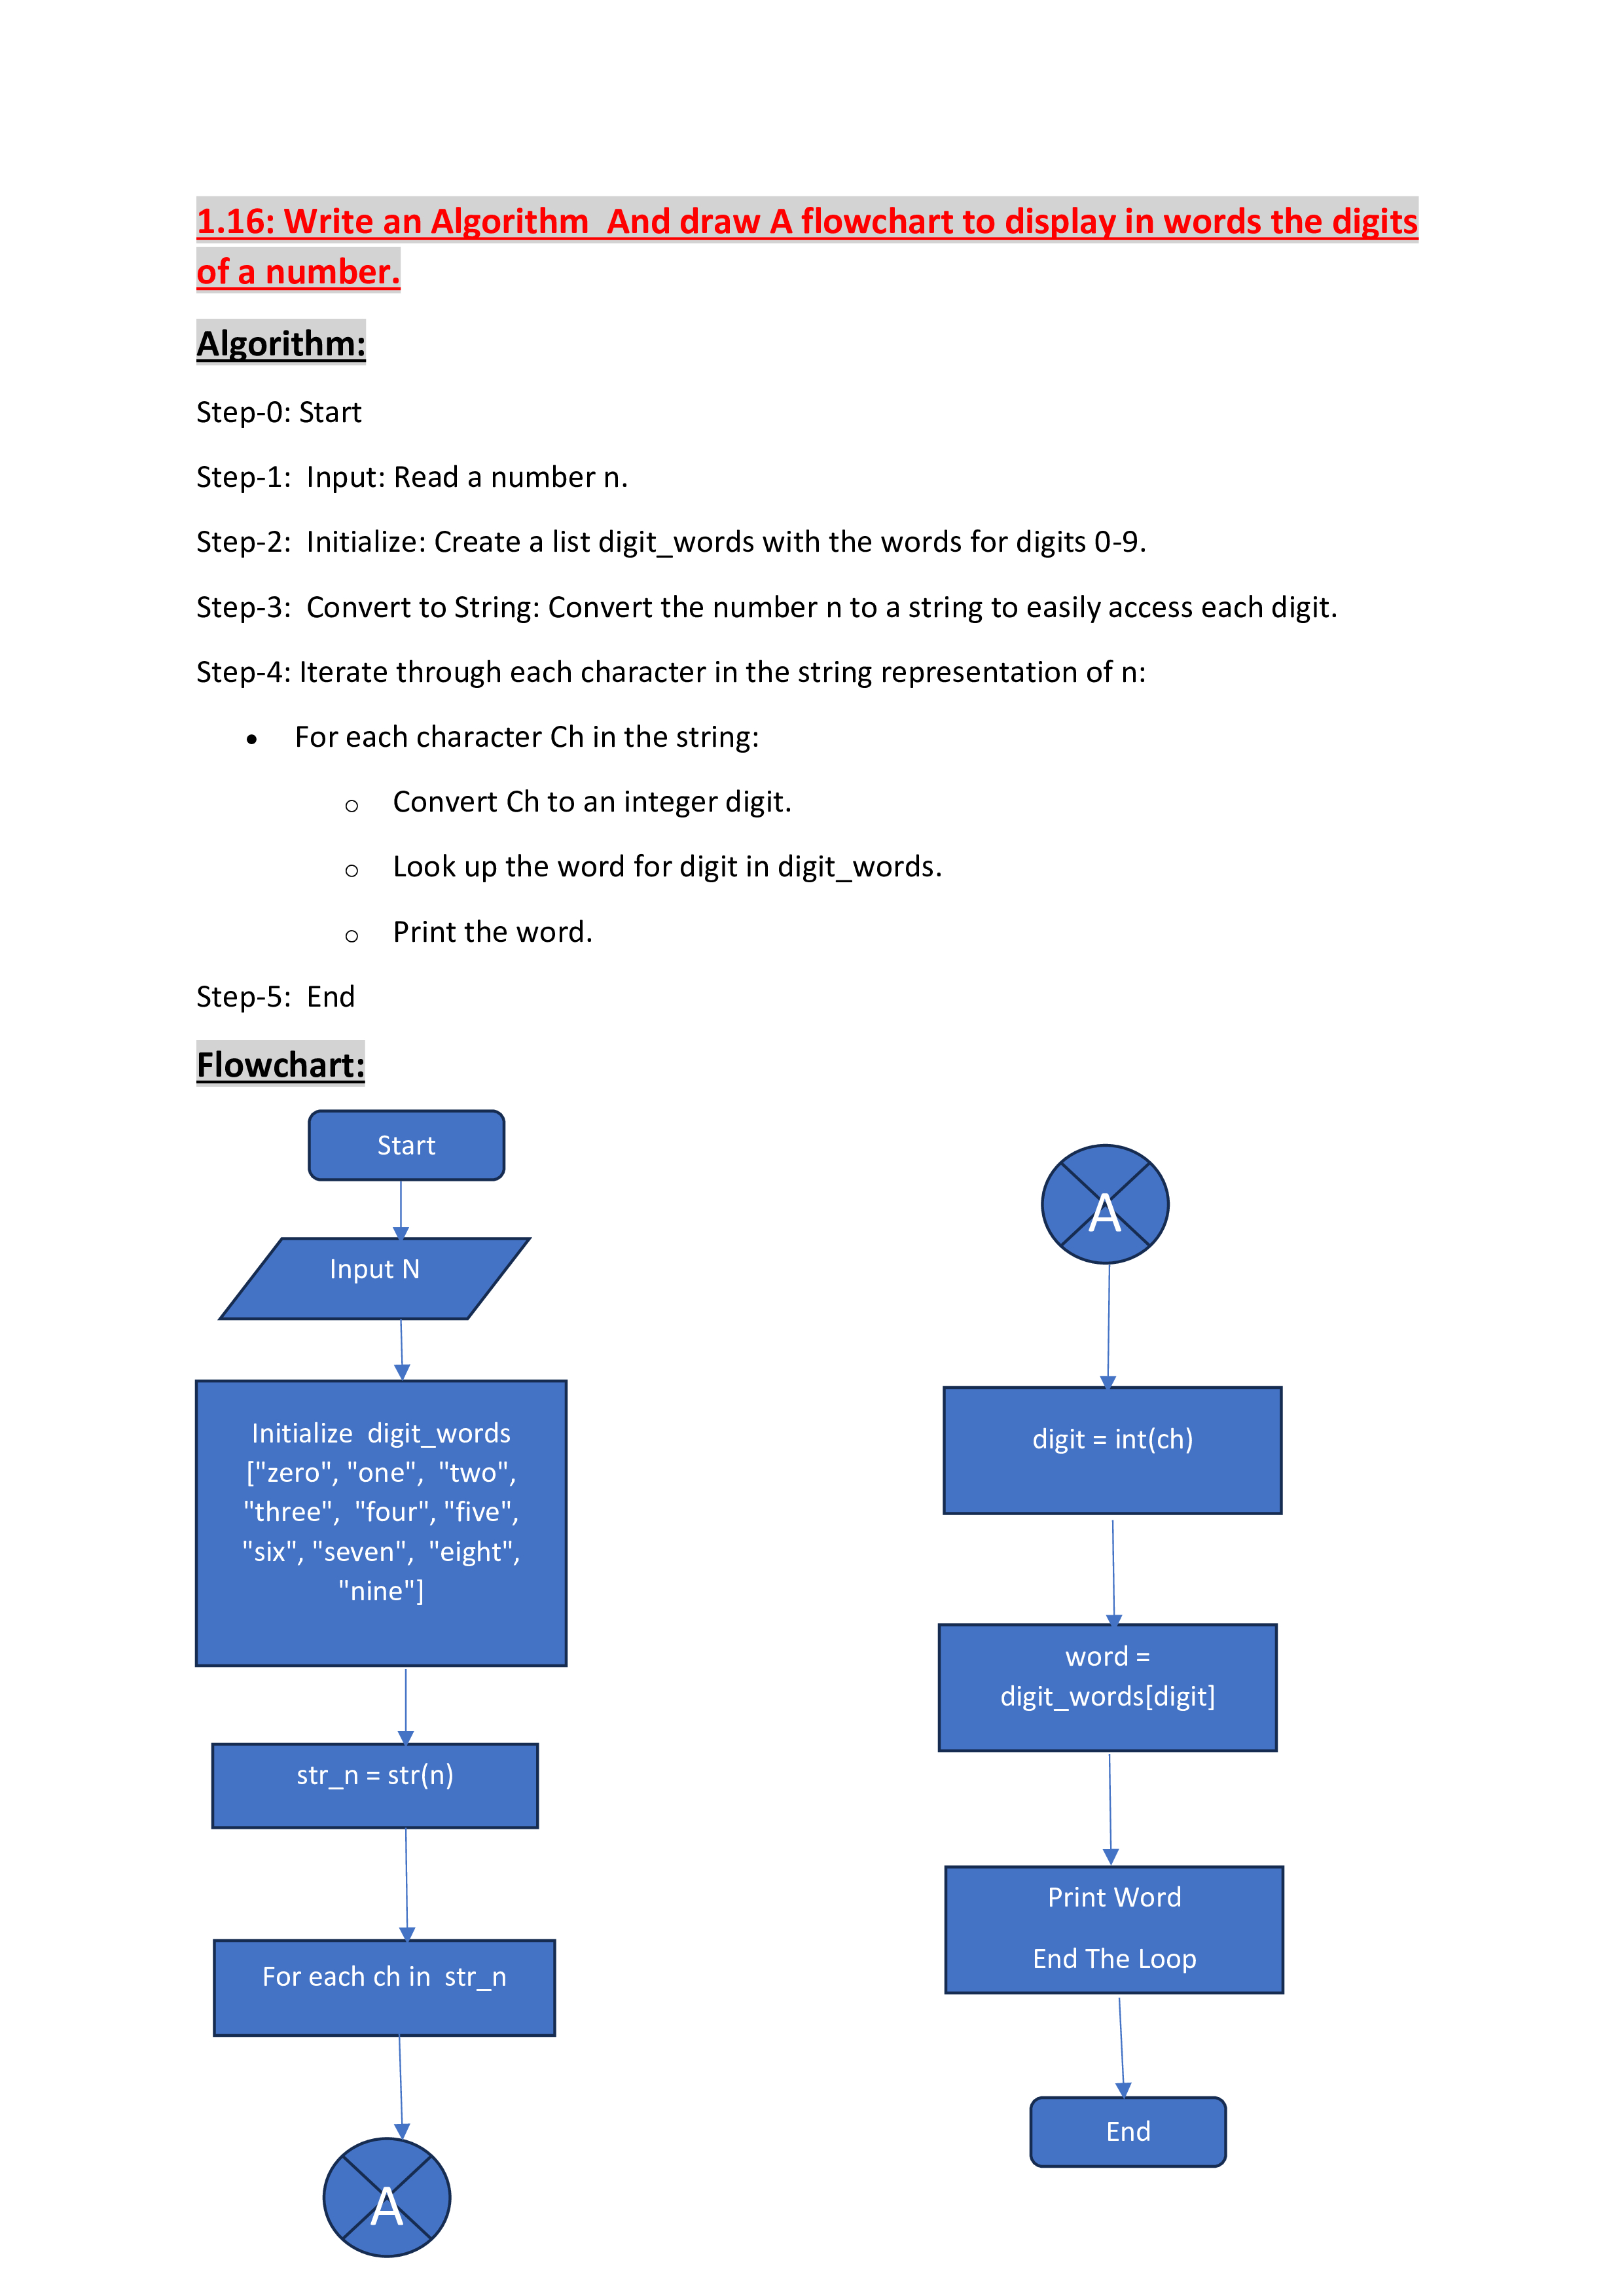 1.16: Write an Algorithm  And draw A flowchart to display in words the digits
of a number.
Algorithm:
Step-0: Start
Step-1:  Input: Read a number n.
Step-2:  Initialize: Create a list digit_words with the words for digits 0-9.
Step-3:  Convert to String: Convert the number n to a string to easily access each digit.
Step-4: Iterate through each character in the string representation of n:
• For each character Ch in the string:
o Convert Ch to an integer digit.
o Look up the word for digit in digit_words.
o Print the word.
Step-5:  End
Flowchart:
Start
Input N
Initialize  digit_words
["zero", "one",  "two",
"three",  "four", "five",
"six", "seven",  "eight",
"nine"]
str_n = str(n)
For each ch in  str_n
A
A
digit = int(ch)
word =
digit_words[digit]
Print Word
End The Loop
End